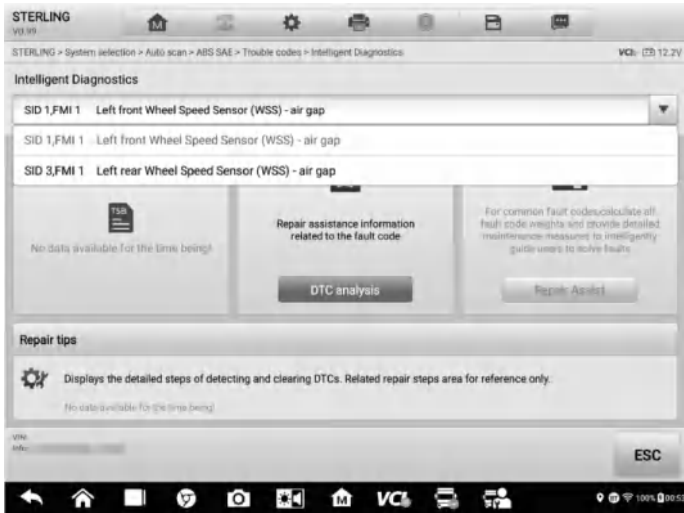 STERLING
V0.99
STERLING > System selection > Auto scan > ABS SAE > Trouble codes > Intelligent Diagnostics
VCI: 12.2V
Intelligent Diagnostics
SID 1,FMI 1 Left front Wheel Speed Sensor (WSS) - air gap
SID 1,FMI 1 Left front Wheel Speed Sensor (WSS) - air gap
SID 3,FMI 1 Left rear Wheel Speed Sensor (WSS) - air gap
TSB
No data available for the time being!
Repair assistance information
related to the fault code
DTC analysis
For common fault codes,calculate all
fault code weights and provide detailed
maintenance measures to intelligently
guide users to solve faults
Repair Assist
Repair tips
Displays the detailed steps of detecting and clearing DTCs. Related repair steps area for reference only.
No data available for the time being!
VIN:
Info:
ESC
VCI
100% 00:53